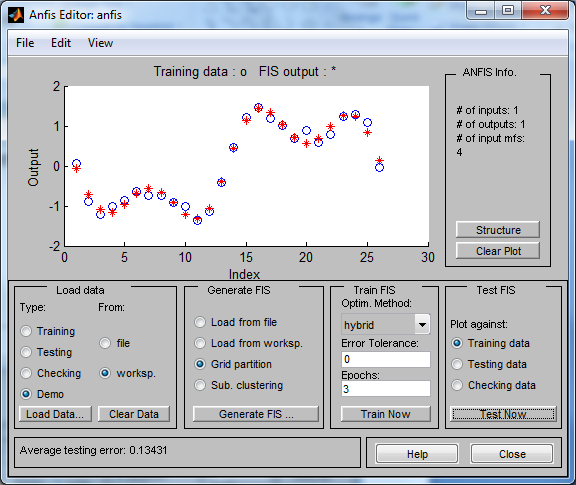 Anfis Editor: anfis
File Edit View
Training data : o FIS output : *
2
1
0
-1
-2
Output
0 5 10 15 20 25 30
Index
ANFIS Info.
# of inputs: 1
# of outputs: 1
# of input mfs:
4
Structure
Clear Plot
Load data
Type: From:
Training
Testing
Checking
Demo
file
worksp.
Load Data... Clear Data
Generate FIS
Load from file
Load from worksp.
Grid partition
Sub. clustering
Generate FIS ...
Train FIS
Optim. Method:
hybrid
Error Tolerance:
0
Epochs:
3
Train Now
Test FIS
Plot against:
Training data
Testing data
Checking data
Test Now
Average testing error: 0.13431
Help Close